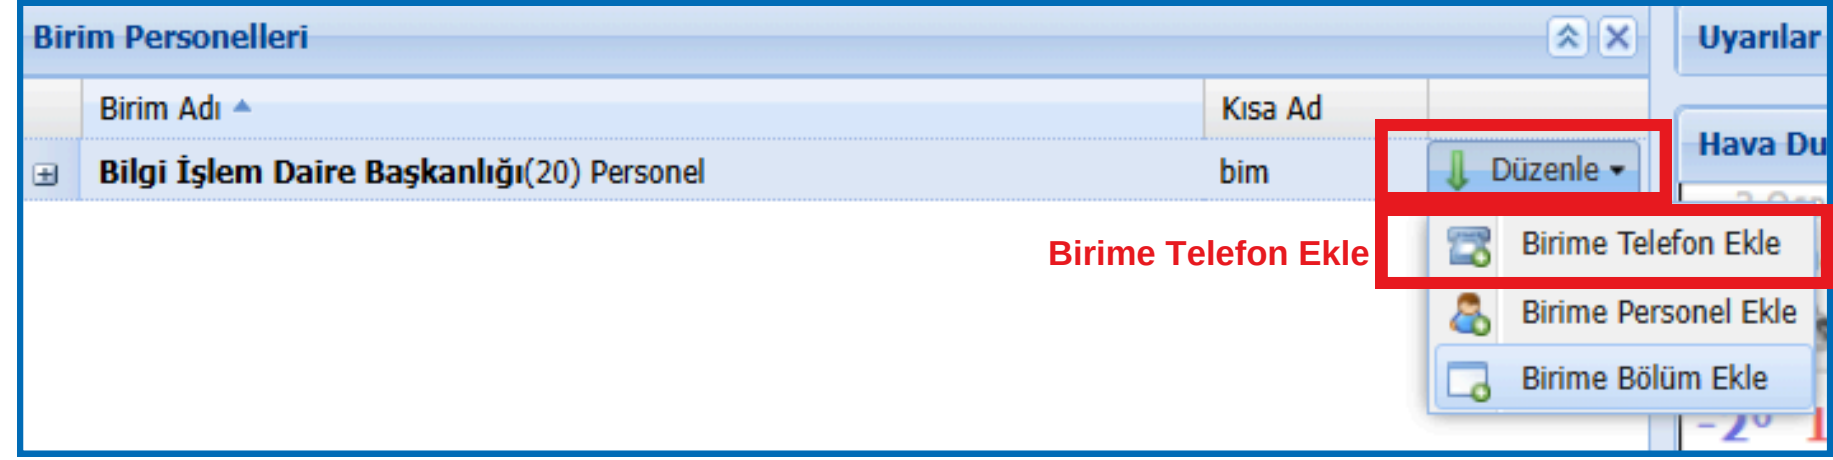 Birim Personelleri
Uyarılar
Birim Adı
Kısa Ad
Hava Du
Bilgi İşlem Daire Başkanlığı(20) Personel
bim
Düzenle
Birime Telefon Ekle
Birime Telefon Ekle
Birime Personel Ekle
Birime Bölüm Ekle
-2°